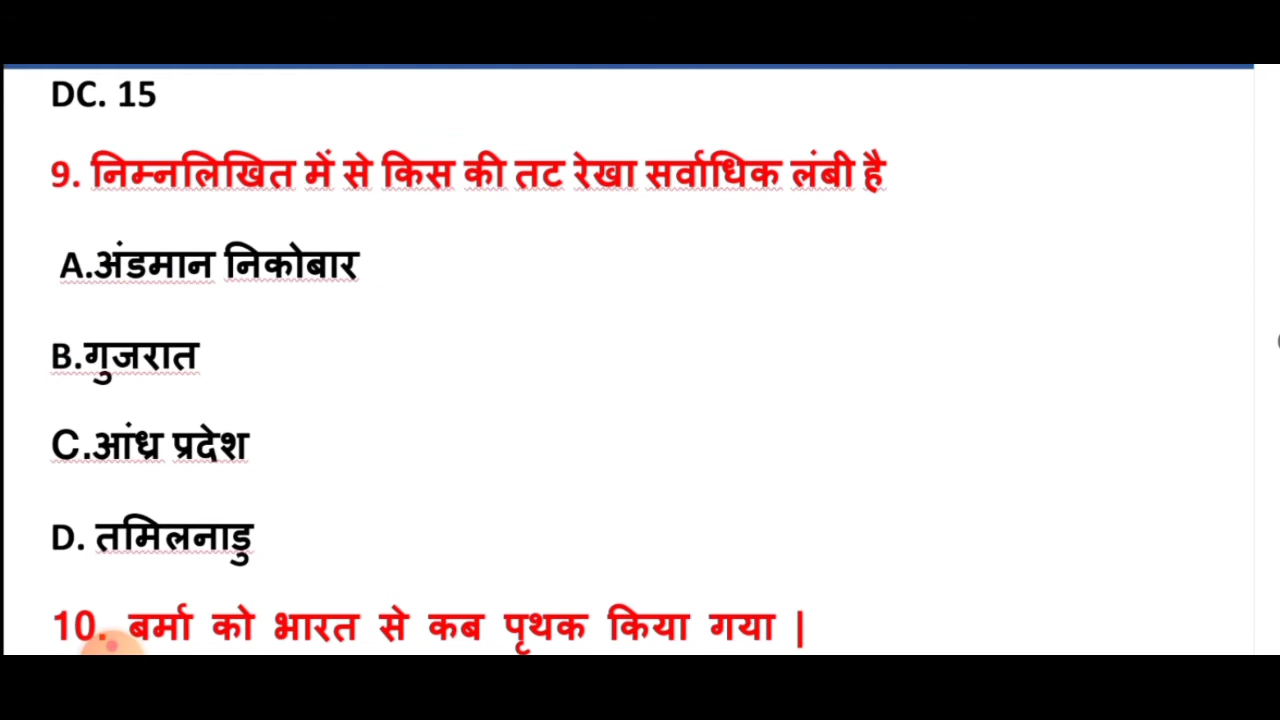 DC. 15
9. निम्नलिखित में से किस की तट रेखा सर्वाधिक लंबी है
A.अंडमान निकोबार
B.गुजरात
C.आंध्र प्रदेश
D. तमिलनाडु
10. बर्मा को भारत से कब पृथक किया गया |